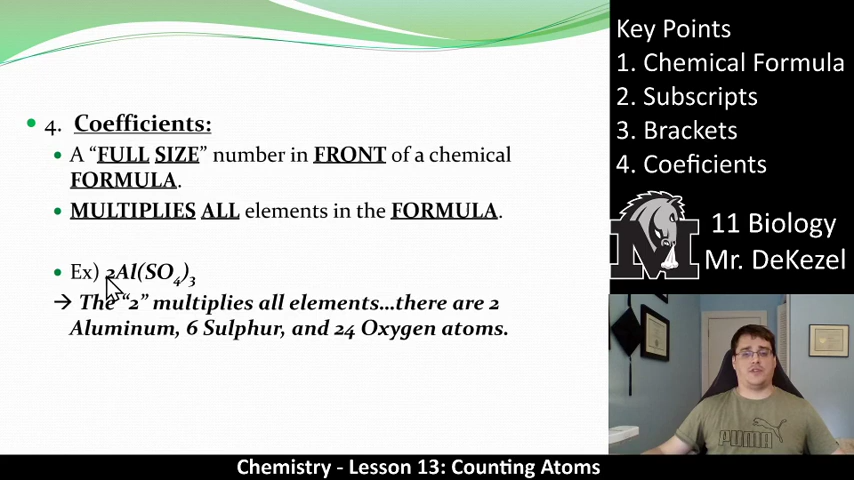 4. Coefficients:
A “FULL SIZE” number in FRONT of a chemical
FORMULA.
MULTIPLIES ALL elements in the FORMULA.
Ex) 2Al(SO4)3
→ The “2” multiplies all elements...there are 2
Aluminum, 6 Sulphur, and 24 Oxygen atoms.
Key Points
1. Chemical Formula
2. Subscripts
3. Brackets
4. Coeficients
M
11 Biology
Mr. DeKezel
PUMA
Chemistry - Lesson 13: Counting Atoms